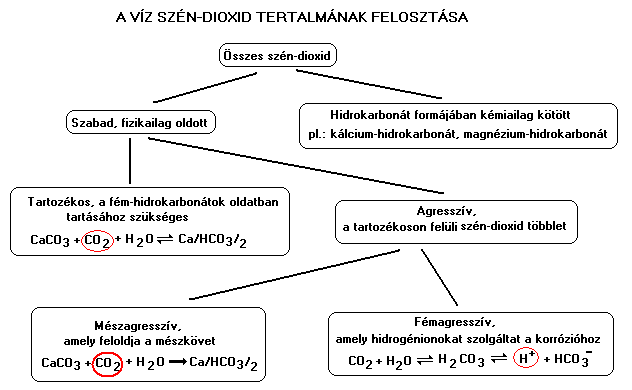 A VÍZ SZÉN-DIOXID TERTALMÁNAK FELOSZTÁSA
Összes szén-dioxid
Szabad, fizikailag oldott
Hidrokarbonát formájában kémiailag kötött
pl.: kálcium-hidrokarbonát, magnézium-hidrokarbonát
Tartozékos, a fém-hidrokarbonátok oldatban
tartásához szükséges
CaCO3 + CO2 + H2O ⇌ Ca/HCO3/2
Agresszív,
a tartozékoson felüli szén-dioxid többlet
Mészagresszív,
amely feloldja a mészkövet
CaCO3 + CO2 + H2O → Ca/HCO3/2
Fémagresszív,
amely hidrogénionokat szolgáltat a korrózióhoz
CO2 + H2O ⇌ H2CO3 ⇌ H⁺ + HCO3⁻